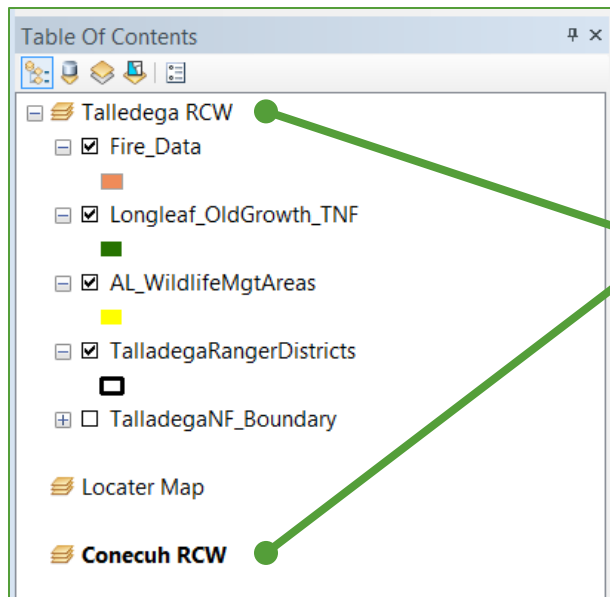 Table Of Contents
Talledega RCW
Fire_Data
Longleaf_OldGrowth_TNF
AL_WildlifeMgtAreas
TalladegaRangerDistricts
TalladegaNF_Boundary
Locater Map
Conecuh RCW